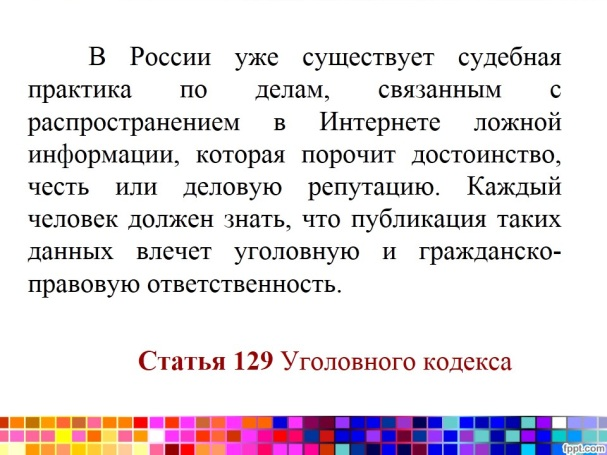 В России уже существует судебная
практика по делам, связанным с
распространением в Интернете ложной
информации, которая порочит достоинство,
честь или деловую репутацию. Каждый
человек должен знать, что публикация таких
данных влечет уголовную и гражданско-
правовую ответственность.
Статья 129 Уголовного кодекса
fppt.com